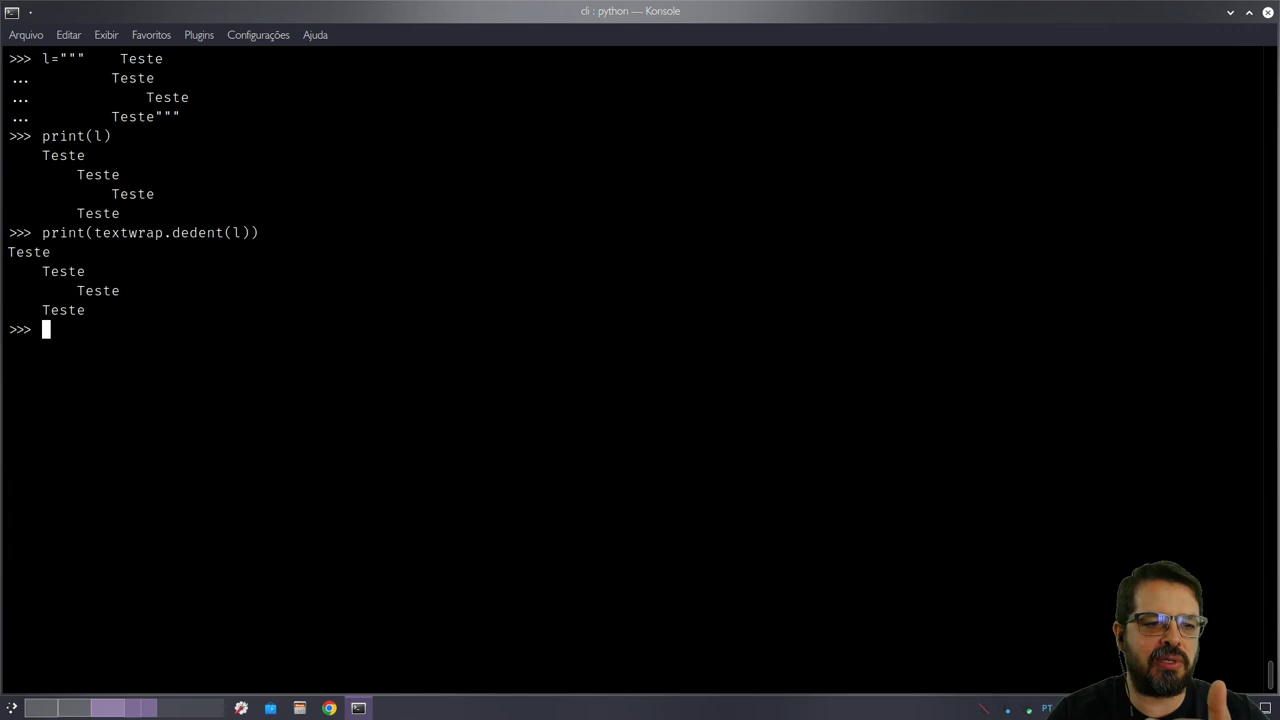 cli : python — Konsole
Arquivo Editar Exibir Favoritos Plugins Configurações Ajuda
>>> l="""    Teste
...          Teste
...              Teste
...          Teste"""
>>> print(l)
    Teste
        Teste
            Teste
        Teste
>>> print(textwrap.dedent(l))
Teste
    Teste
        Teste
    Teste
>>>
PT